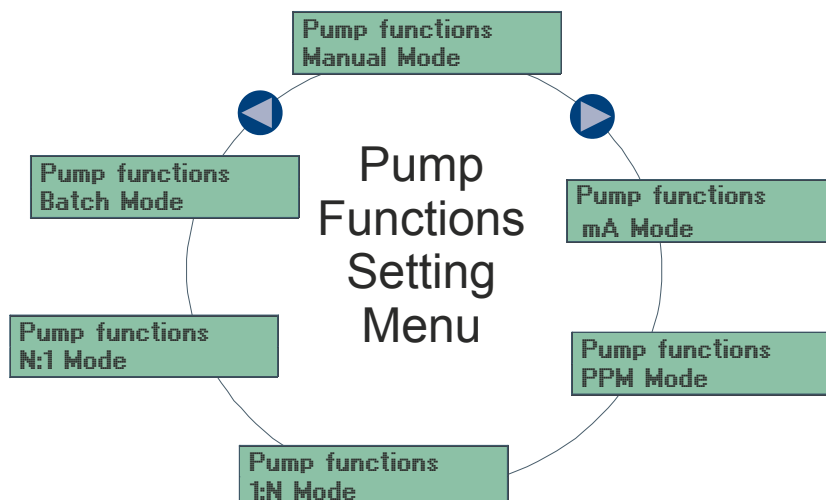 Pump functions
Manual Mode
Pump functions
Batch Mode
Pump
Functions
Setting
Menu
Pump functions
mA Mode
Pump functions
N:1 Mode
Pump functions
PPM Mode
Pump functions
1:N Mode